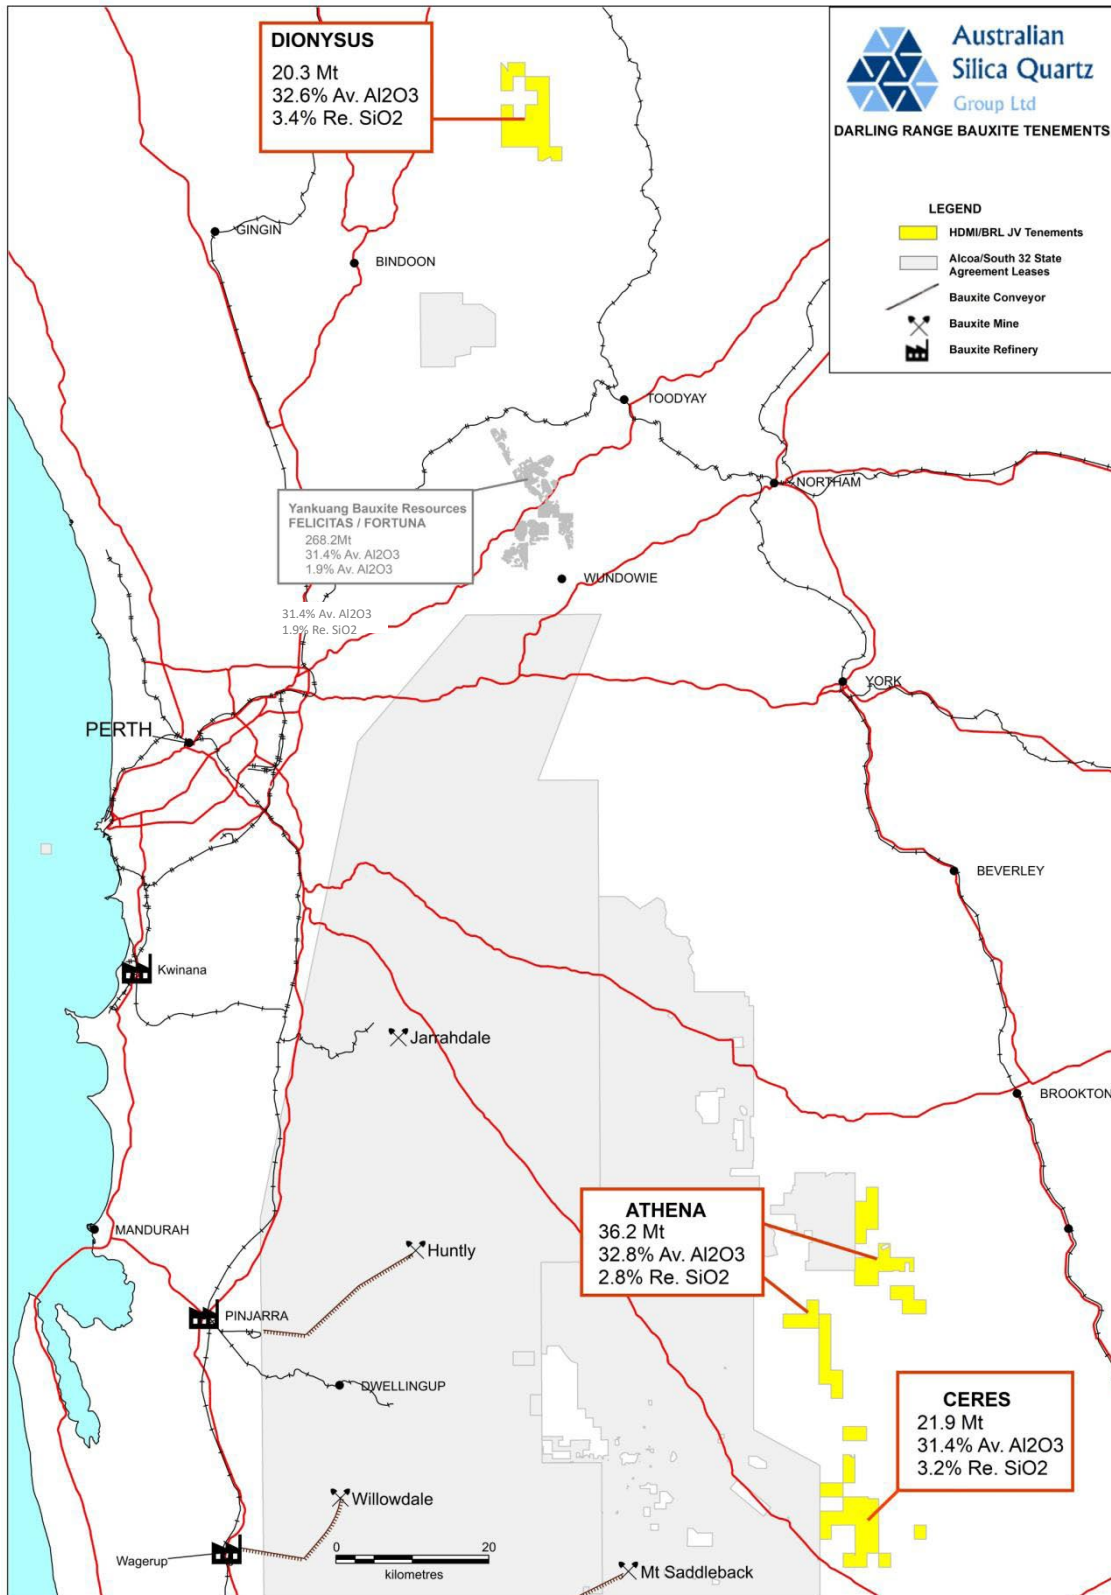 DIONYSUS
20.3 Mt
32.6% Av. Al2O3
3.4% Re. SiO2
Australian
Silica Quartz
Group Ltd
DARLING RANGE BAUXITE TENEMENTS
LEGEND
HDMI/BRL JV Tenements
Alcoa/South 32 State
Agreement Leases
Bauxite Conveyor
Bauxite Mine
Bauxite Refinery
GINGIN
BINDOON
TOODYAY
NORTHAM
Yankuang Bauxite Resources
FELICITAS / FORTUNA
268.2Mt
31.4% Av. Al2O3
1.9% Av. Al2O3
WUNDOWIE
31.4% Av. Al2O3
1.9% Re. SiO2
YORK
PERTH
BEVERLEY
Kwinana
Jarrahdale
BROOKTON
ATHENA
36.2 Mt
32.8% Av. Al2O3
2.8% Re. SiO2
MANDURAH
Huntly
PINJARRA
DWELLINGUP
CERES
21.9 Mt
31.4% Av. Al2O3
3.2% Re. SiO2
Willowdale
Wagerup
0 20
kilometres
Mt Saddleback